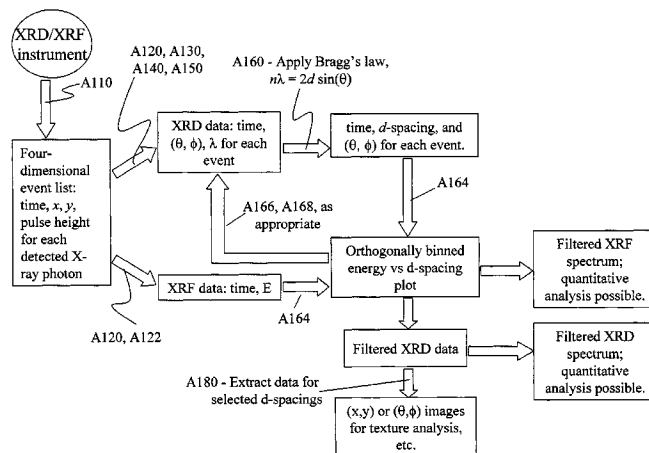 XRD/XRF
instrument
A110
A120, A130,
A140, A150
A160 - Apply Bragg's law,
nλ = 2d sin(θ)
Four-
dimensional
event list:
time, x, y,
pulse height
for each
detected X-
ray photon
XRD data: time,
(θ, ϕ), λ for each
event
time, d-spacing, and
(θ, ϕ) for each event.
A164
A166, A168, as
appropriate
Orthogonally binned
energy vs d-spacing
plot
Filtered XRF
spectrum;
quantitative
analysis possible.
XRF data: time, E
A164
A120, A122
Filtered XRD data
Filtered XRD
spectrum;
quantitative
analysis possible.
A180 - Extract data for
selected d-spacings
(x,y) or (θ,ϕ) images
for texture analysis,
etc.